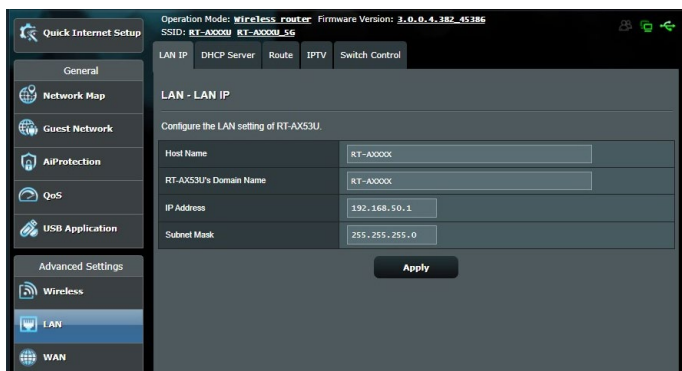 Quick Internet Setup
General
Network Map
Guest Network
AiProtection
QoS
USB Application
Advanced Settings
Wireless
LAN
WAN
Operation Mode: Wireless router Firmware Version: 3.0.0.4.382_45386
SSID: RT-AXXXU RT-AXXXU_5G
LAN IP DHCP Server Route IPTV Switch Control
LAN - LAN IP
Configure the LAN setting of RT-AX53U.
Host Name RT-AXXXX
RT-AX53U's Domain Name RT-AXXXX
IP Address 192.168.50.1
Subnet Mask 255.255.255.0
Apply